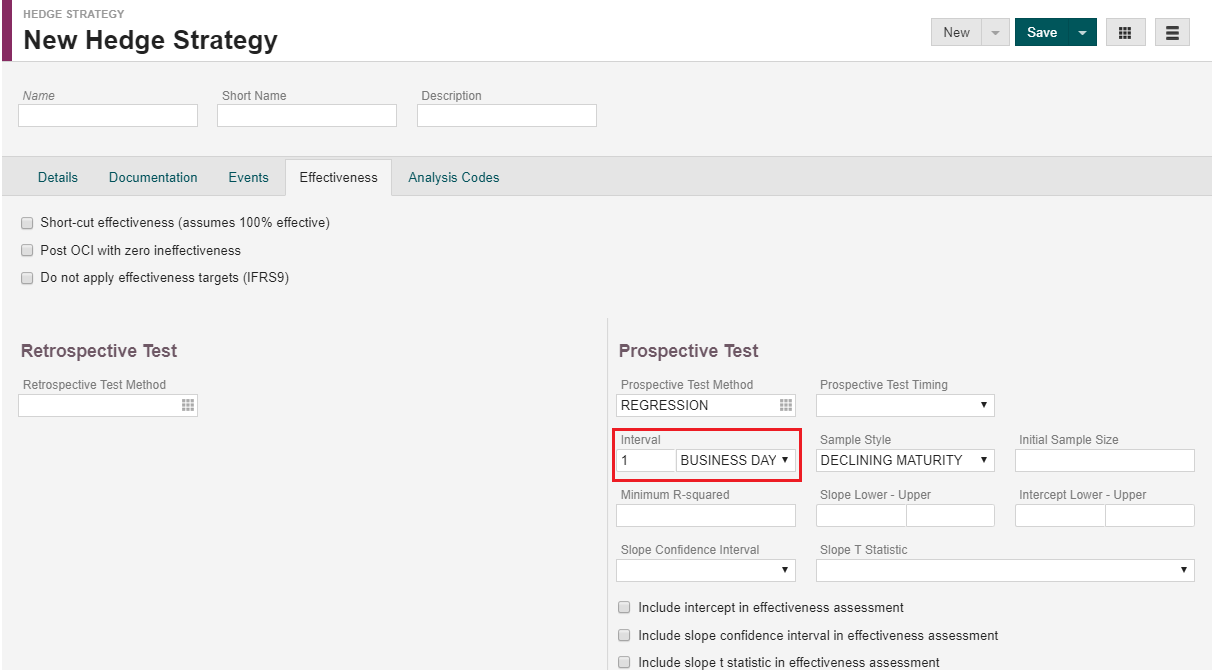 HEDGE STRATEGY
New Hedge Strategy
New
Save
Name
Short Name
Description
Details
Documentation
Events
Effectiveness
Analysis Codes
Short-cut effectiveness (assumes 100% effective)
Post OCI with zero ineffectiveness
Do not apply effectiveness targets (IFRS9)
Retrospective Test
Retrospective Test Method
Prospective Test
Prospective Test Method
Prospective Test Timing
REGRESSION
Interval
Sample Style
Initial Sample Size
1
BUSINESS DAY
DECLINING MATURITY
Minimum R-squared
Slope Lower - Upper
Intercept Lower - Upper
Slope Confidence Interval
Slope T Statistic
Include intercept in effectiveness assessment
Include slope confidence interval in effectiveness assessment
Include slope t statistic in effectiveness assessment